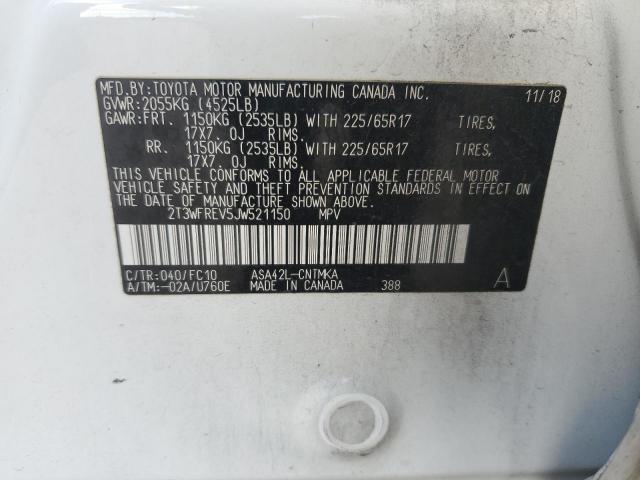 MFD.BY:TOYOTA MOTOR MANUFACTURING CANADA INC. 11/18
GVWR:2055KG (4525LB)
GAWR:FRT. 1150KG (2535LB) WITH 225/65R17 TIRES,
17X7.0J RIMS.
RR. 1150KG (2535LB) WITH 225/65R17 TIRES,
17X7.0J RIMS.
THIS VEHICLE CONFORMS TO ALL APPLICABLE FEDERAL MOTOR
VEHICLE SAFETY AND THEFT PREVENTION STANDARDS IN EFFECT ON
THE DATE OF MANUFACTURE SHOWN ABOVE.
2T3WFREV5JW521150 MPV
C/TR:040/FC10 ASA42L-CNTMKA
A/TM:-02A/U760E MADE IN CANADA 388 A